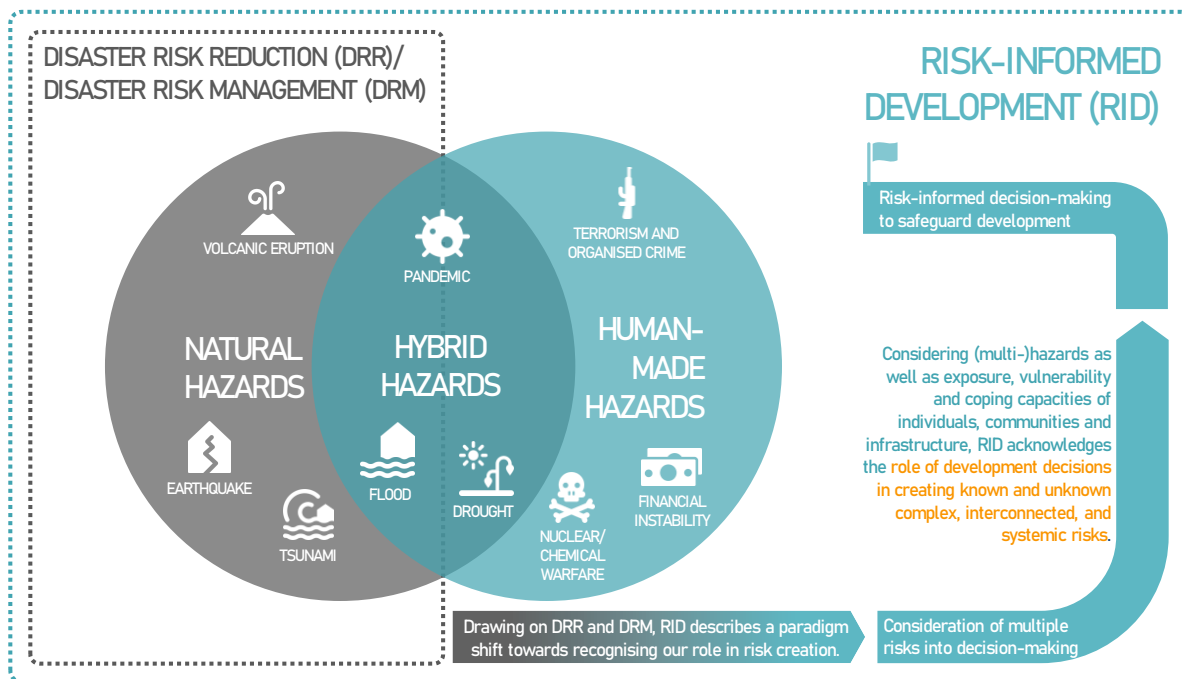 DISASTER RISK REDUCTION (DRR)/
DISASTER RISK MANAGEMENT (DRM)
RISK-INFORMED
DEVELOPMENT (RID)
VOLCANIC ERUPTION
PANDEMIC
TERRORISM AND
ORGANISED CRIME
NATURAL
HAZARDS
HYBRID
HAZARDS
HUMAN-
MADE
HAZARDS
EARTHQUAKE
TSUNAMI
FLOOD
DROUGHT
NUCLEAR/
CHEMICAL
WARFARE
FINANCIAL
INSTABILITY
Risk-informed decision-making
to safeguard development
Considering (multi-)hazards as
well as exposure, vulnerability
and coping capacities of
individuals, communities and
infrastructure, RID acknowledges
the role of development decisions
in creating known and unknown
complex, interconnected, and
systemic risks.
Drawing on DRR and DRM, RID describes a paradigm
shift towards recognising our role in risk creation.
Consideration of multiple
risks into decision-making